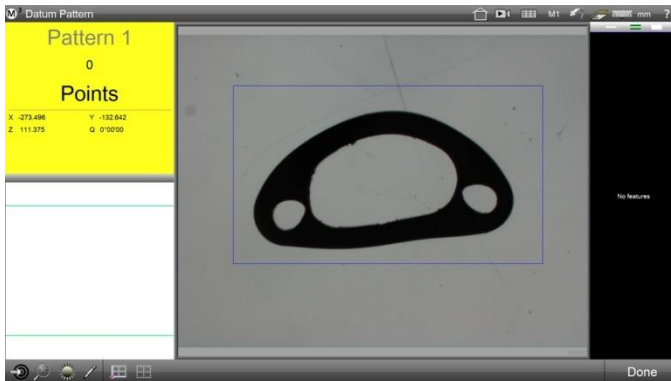 M3 Datum Pattern
M1
mm
?
Pattern 1
0
Points
X -273.496 Y -132.642
Z 111.375 Q 0°00'00
No features
Done